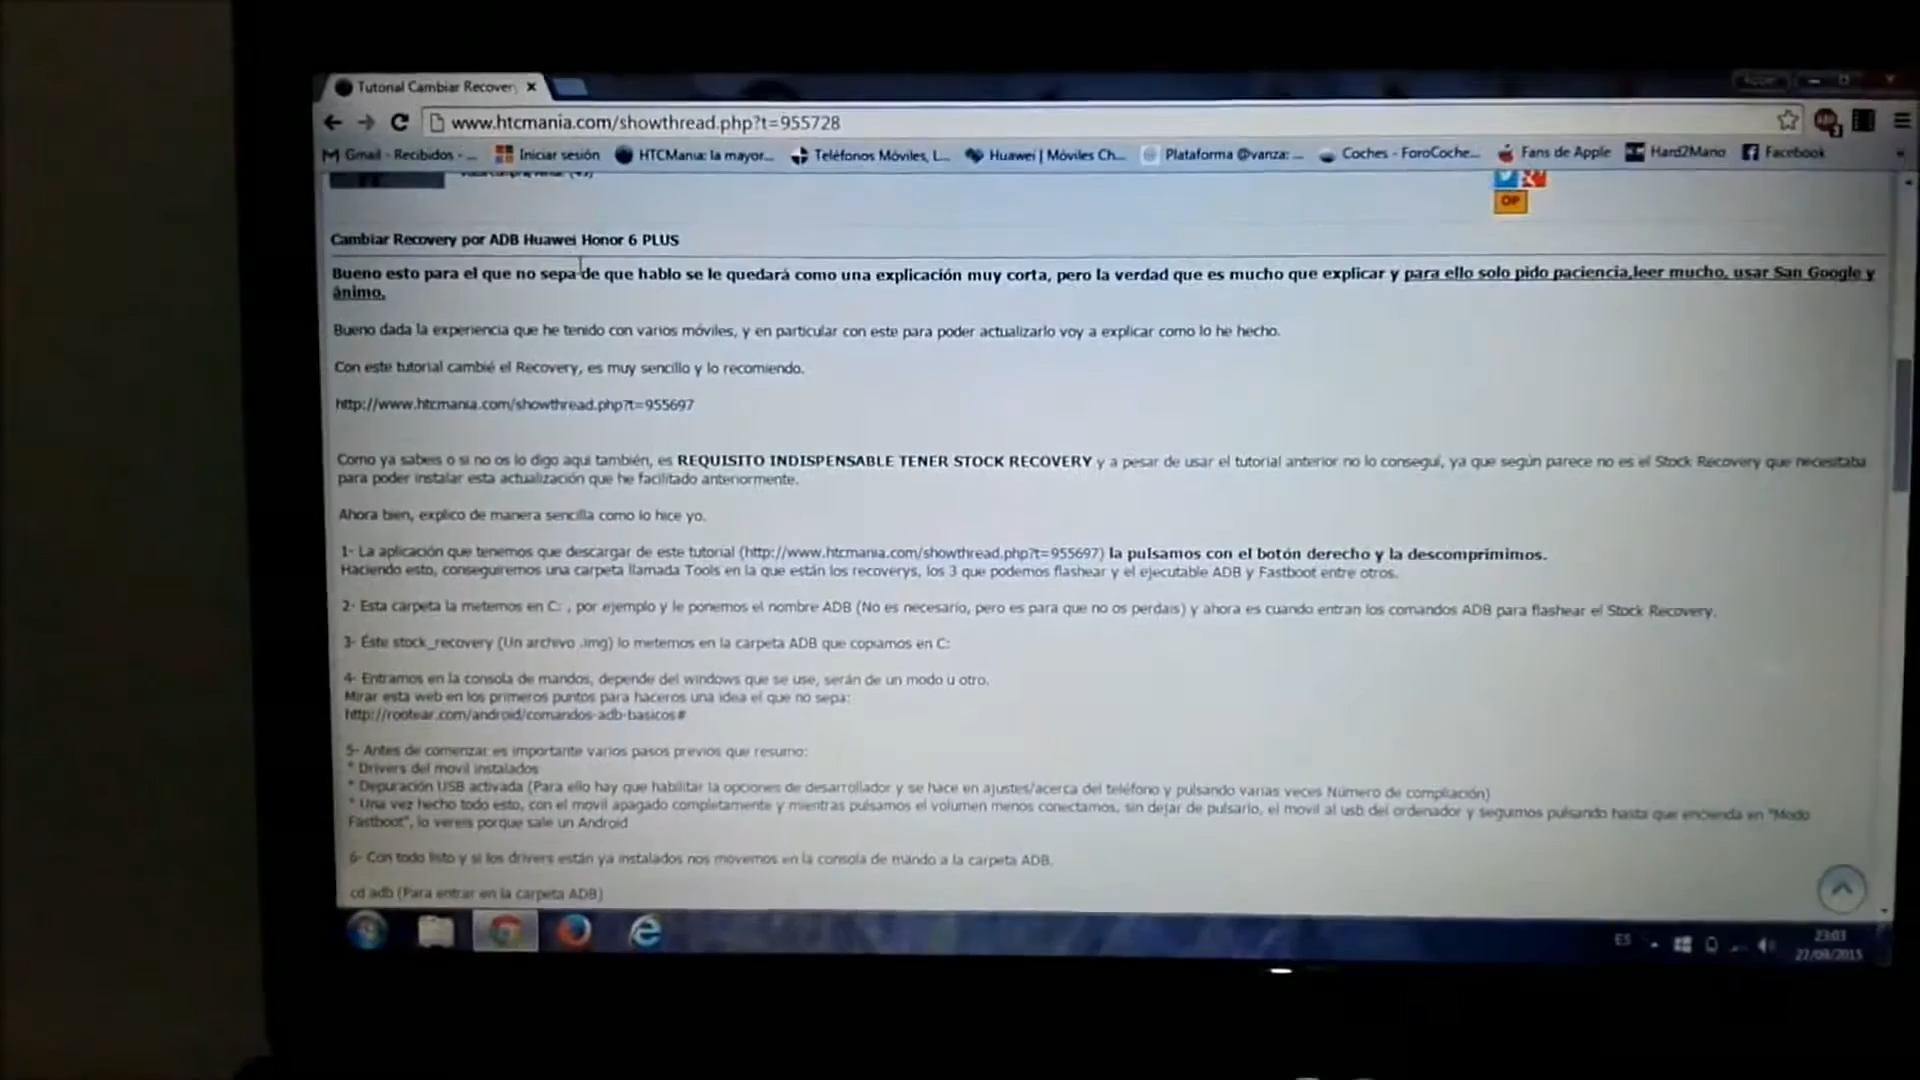 Tutorial Cambiar Recover
www.htcmania.com/showthread.php?t=955728
Gmail - Recibidos - ... Iniciar sesión HTCMania: la mayor... Teléfonos Móviles, L... Huawei | Móviles Ch... Plataforma @vanza: ... Coches - ForoCoche... Fans de Apple Hard2Mano Facebook
OP
Cambiar Recovery por ADB Huawei Honor 6 PLUS
Bueno esto para el que no sepa de que hablo se le quedará como una explicación muy corta, pero la verdad que es mucho que explicar y para ello solo pido paciencia,leer mucho, usar San Google y
ánimo.
Bueno dada la experiencia que he tenido con varios móviles, y en particular con este para poder actualizarlo voy a explicar como lo he hecho.
Con este tutorial cambié el Recovery, es muy sencillo y lo recomiendo.
http://www.htcmania.com/showthread.php?t=955697
Como ya sabeis o si no os lo digo aqui también, es REQUISITO INDISPENSABLE TENER STOCK RECOVERY y a pesar de usar el tutorial anterior no lo consegui, ya que según parece no es el Stock Recovery que necesitaba
para poder instalar esta actualización que he facilitado anteriormente.
Ahora bien, explico de manera sencilla como lo hice yo.
1- La aplicación que tenemos que descargar de este tutorial (http://www.htcmania.com/showthread.php?t=955697) la pulsamos con el botón derecho y la descomprimimos.
Haciendo esto, conseguiremos una carpeta llamada Tools en la que están los recoverys, los 3 que podemos flashear y el ejecutable ADB y Fastboot entre otros.
2- Esta carpeta la metemos en C: , por ejemplo y le ponemos el nombre ADB (No es necesario, pero es para que no os perdais) y ahora es cuando entran los comandos ADB para flashear el Stock Recovery.
3- Éste stock_recovery (Un archivo .img) lo metemos en la carpeta ADB que copiamos en C:
4- Entramos en la consola de mandos, depende del windows que se use, serán de un modo u otro.
Mirar esta web en los primeros puntos para haceros una idea el que no sepa:
http://rootear.com/android/comandos-adb-basicos#
5- Antes de comenzar es importante varios pasos previos que resumo:
* Drivers del movil instalados
* Depuración USB activada (Para ello hay que habilitar la opciones de desarrollador y se hace en ajustes/acerca del teléfono y pulsando varias veces Número de compliación)
* Una vez hecho todo esto, con el movil apagado completamente y mientras pulsamos el volumen menos conectamos, sin dejar de pulsarlo, el movil al usb del ordenador y seguimos pulsando hasta que encienda en "Modo
Fastboot", lo vereis porque sale un Android
6- Con todo listo y si los drivers están ya instalados nos movemos en la consola de mando a la carpeta ADB.
cd adb (Para entrar en la carpeta ADB)
ES 23:03